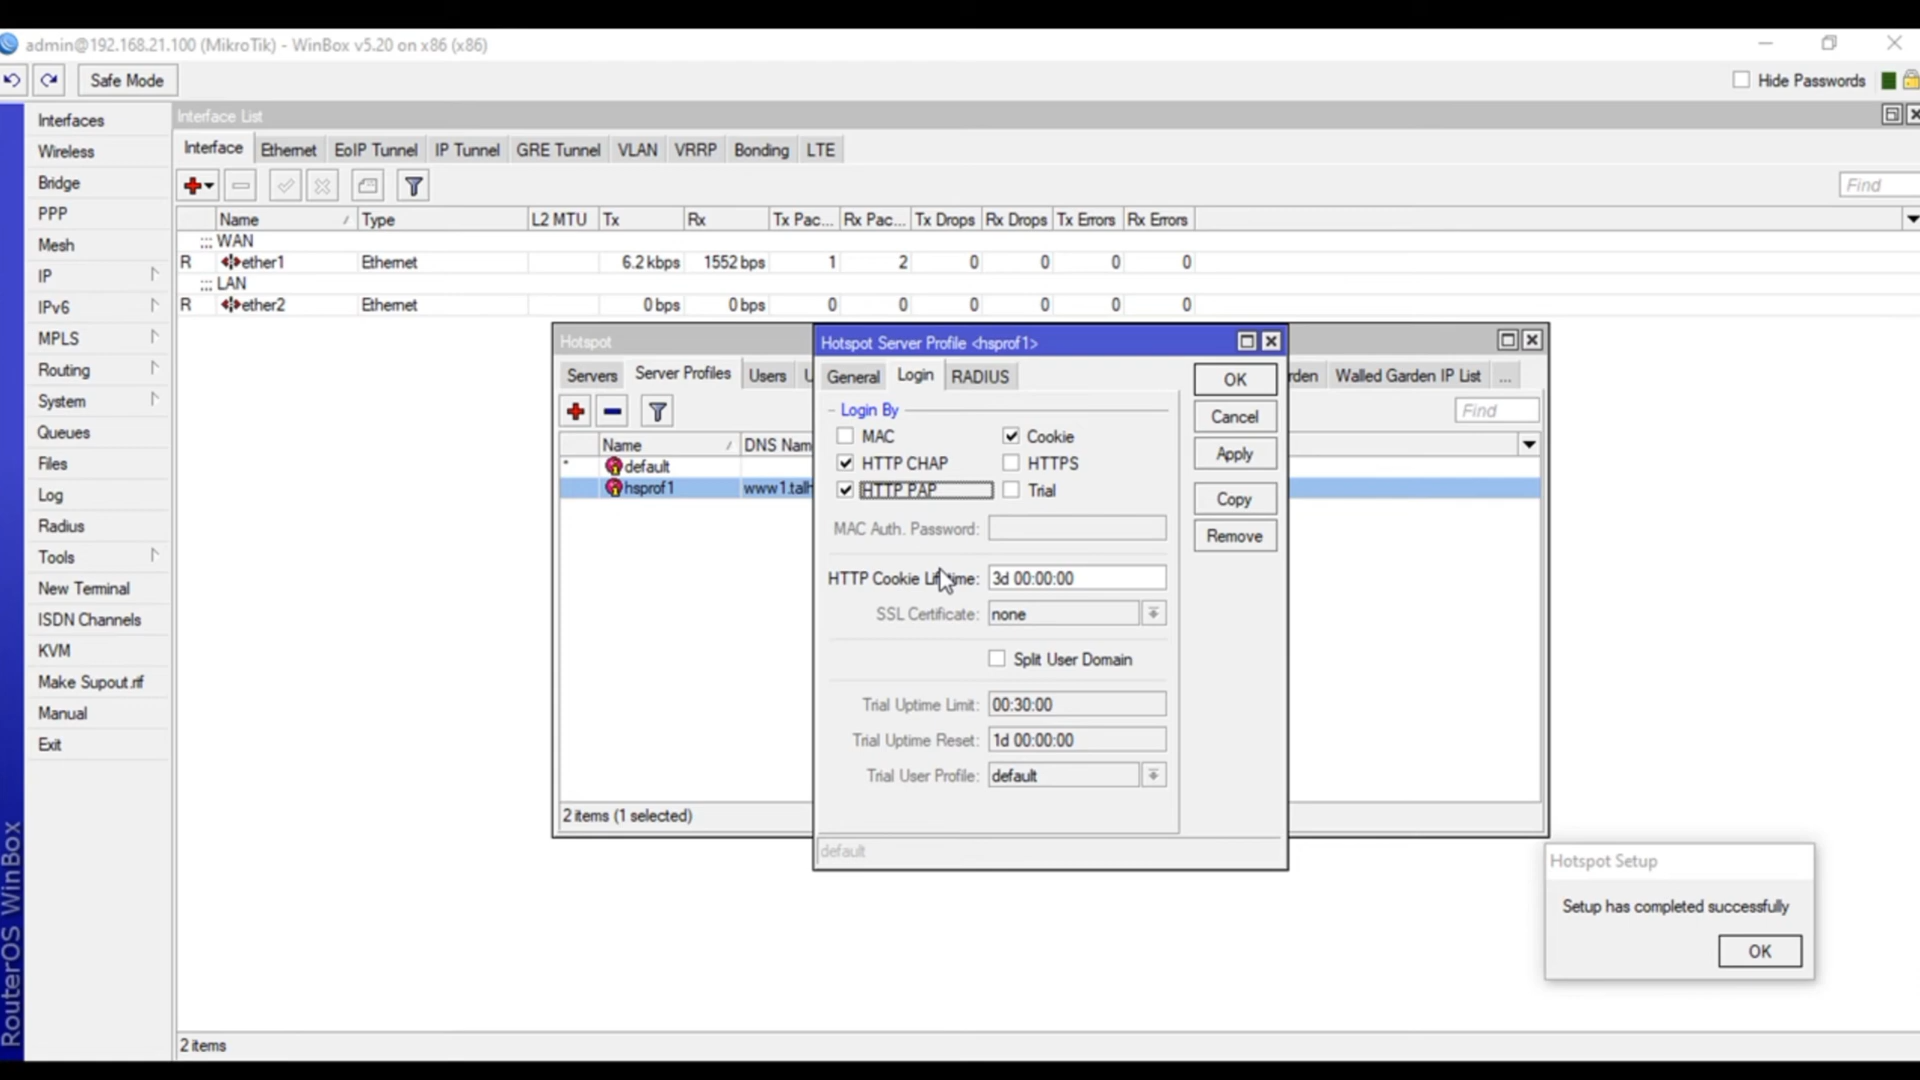 admin@192.168.21.100 (MikroTik) - WinBox v5.20 on x86 (x86)
Safe Mode
Hide Passwords
Interfaces
Wireless
Bridge
PPP
Mesh
IP
IPv6
MPLS
Routing
System
Queues
Files
Log
Radius
Tools
New Terminal
ISDN Channels
KVM
Make Supout.rif
Manual
Exit
RouterOS WinBox
Interface List
Interface Ethernet EoIP Tunnel IP Tunnel GRE Tunnel VLAN VRRP Bonding LTE
Find
Name Type L2 MTU Tx Rx Tx Pac... Rx Pac... Tx Drops Rx Drops Tx Errors Rx Errors
::: WAN
R ether1 Ethernet 6.2 kbps 1552 bps 1 2 0 0 0 0
::: LAN
R ether2 Ethernet 0 bps 0 bps 0 0 0 0 0 0
2 items
Hotspot
Servers Server Profiles Users
Walled Garden IP List ...
Find
Name DNS Nam
* default
hsprof1 www1.talh
2 items (1 selected)
Hotspot Server Profile <hsprof1>
General Login RADIUS
Login By
MAC Cookie
HTTP CHAP HTTPS
HTTP PAP Trial
MAC Auth. Password:
HTTP Cookie Lifetime: 3d 00:00:00
SSL Certificate: none
Split User Domain
Trial Uptime Limit: 00:30:00
Trial Uptime Reset: 1d 00:00:00
Trial User Profile: default
default
OK
Cancel
Apply
Copy
Remove
Hotspot Setup
Setup has completed successfully
OK